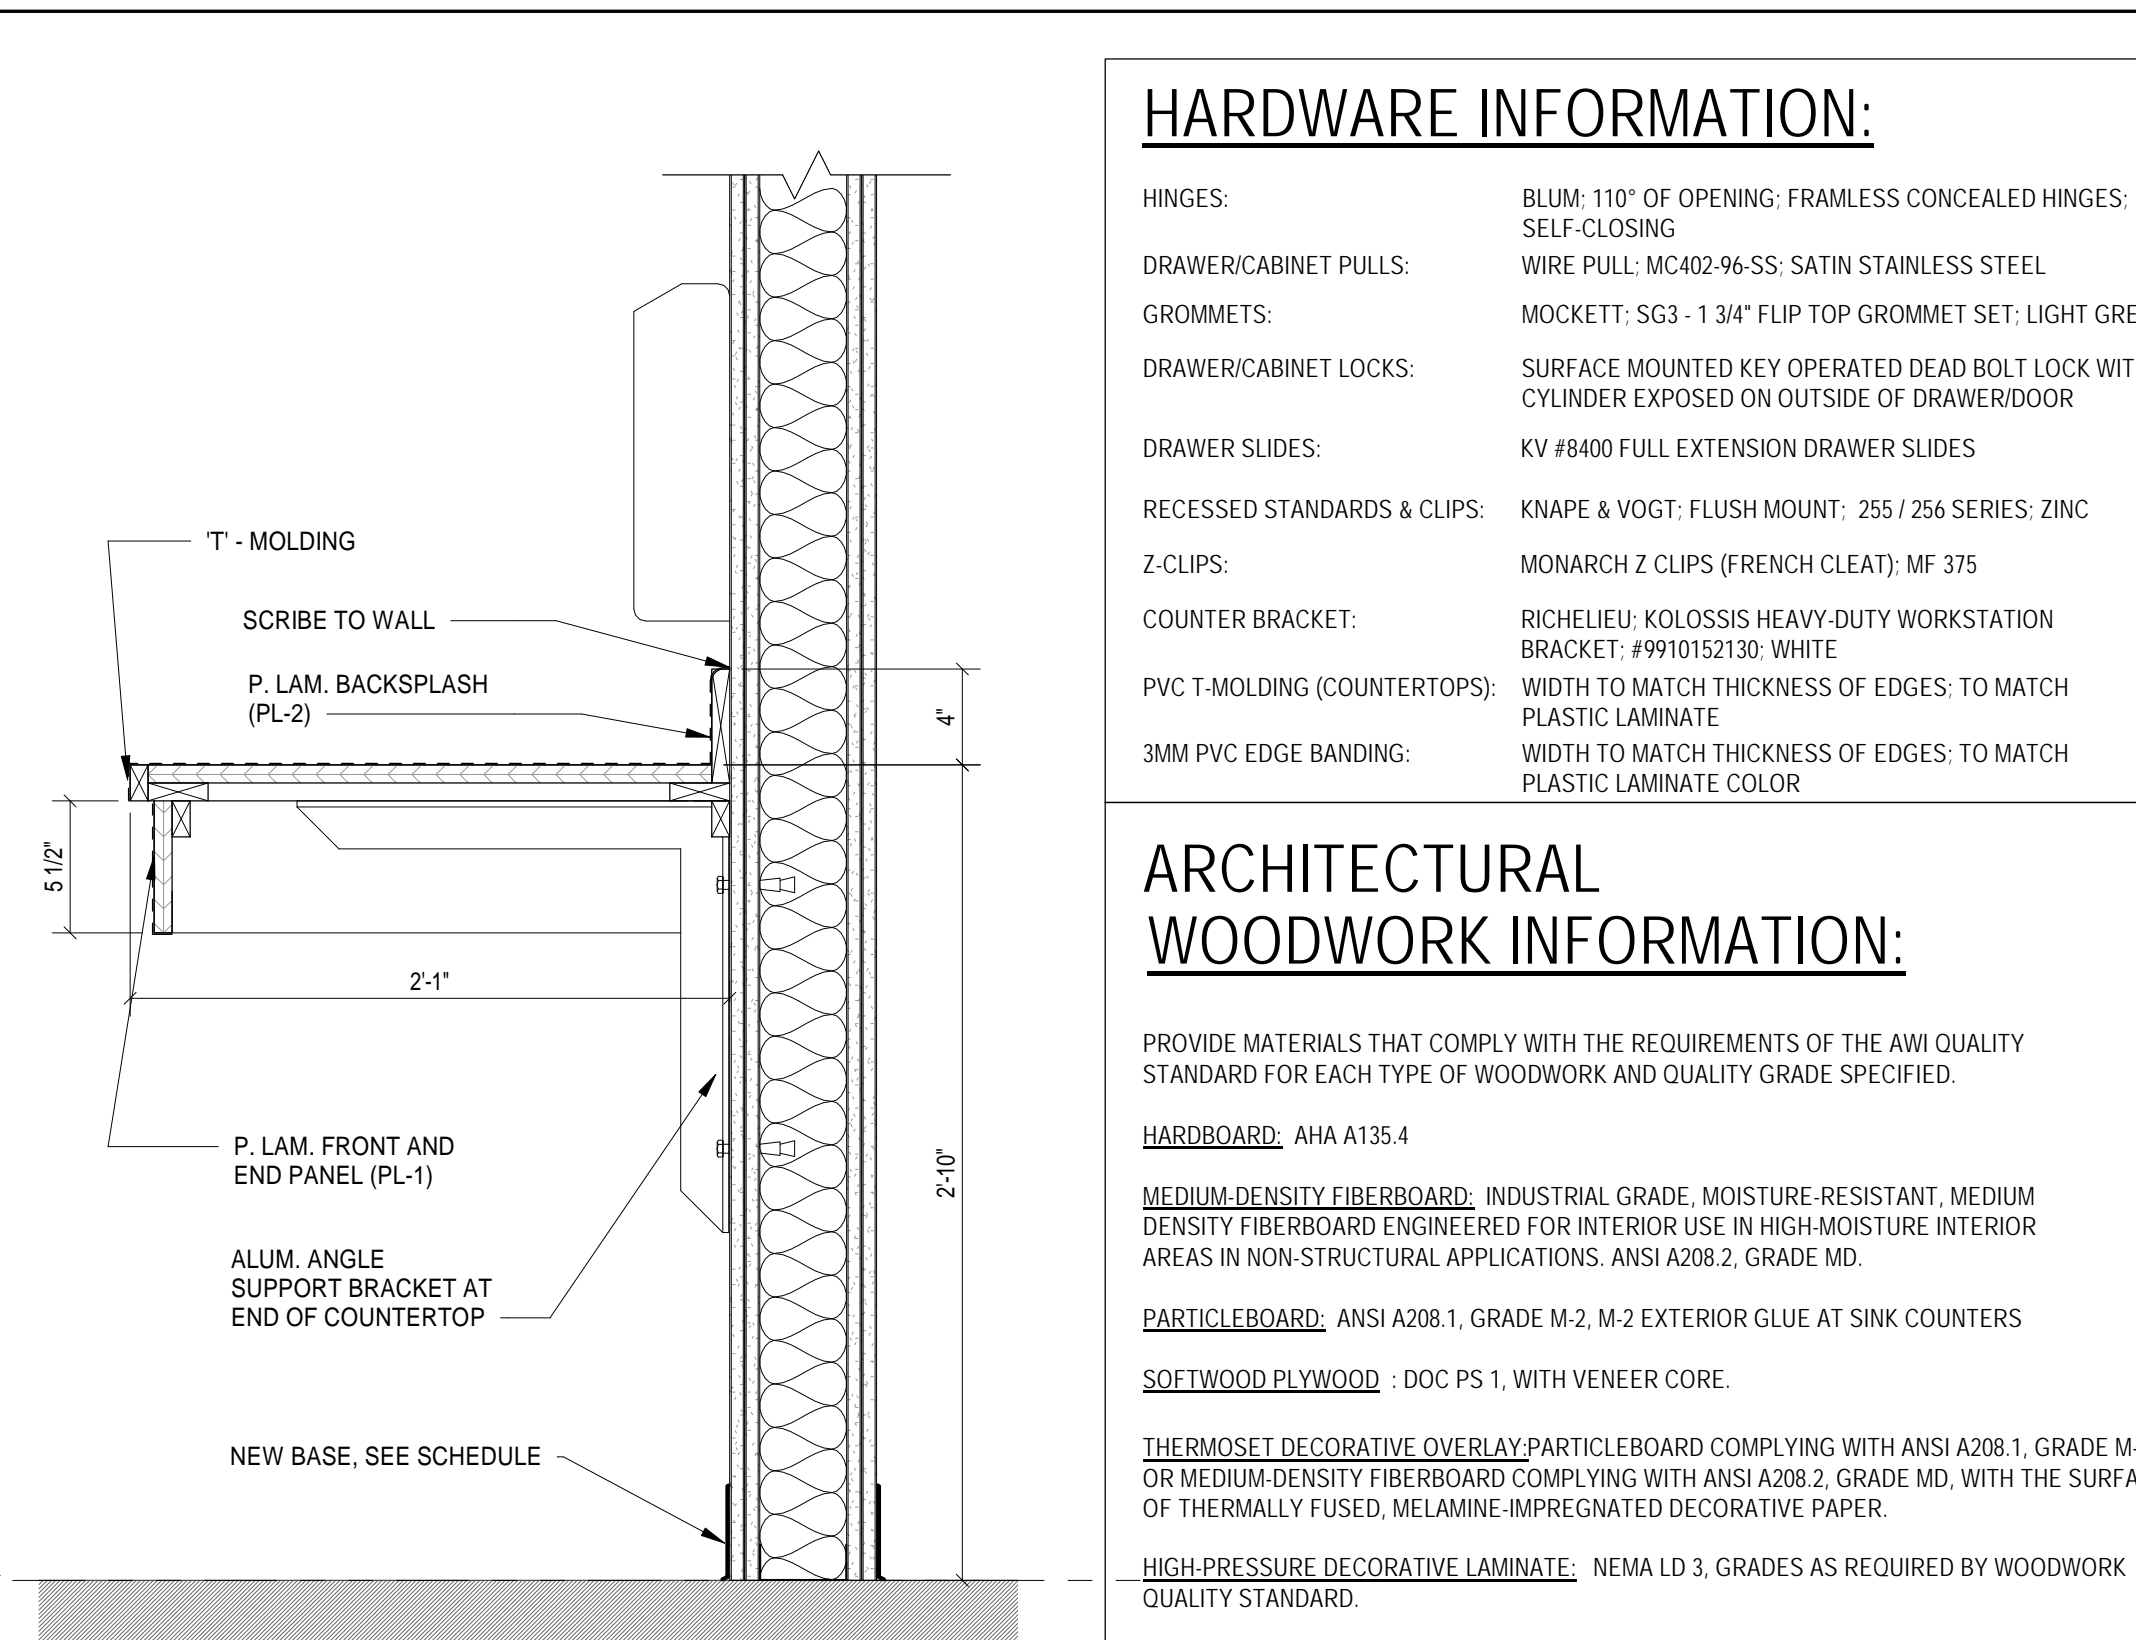 'T' - MOLDING
SCRIBE TO WALL
P. LAM. BACKSPLASH
(PL-2)
4"
5 1/2"
2'-1"
2'-10"
P. LAM. FRONT AND
END PANEL (PL-1)
ALUM. ANGLE
SUPPORT BRACKET AT
END OF COUNTERTOP
NEW BASE, SEE SCHEDULE
HARDWARE INFORMATION:
HINGES: BLUM; 110° OF OPENING; FRAMLESS CONCEALED HINGES;
SELF-CLOSING
DRAWER/CABINET PULLS: WIRE PULL; MC402-96-SS; SATIN STAINLESS STEEL
GROMMETS: MOCKETT; SG3 - 1 3/4" FLIP TOP GROMMET SET; LIGHT GRE
DRAWER/CABINET LOCKS: SURFACE MOUNTED KEY OPERATED DEAD BOLT LOCK WIT
CYLINDER EXPOSED ON OUTSIDE OF DRAWER/DOOR
DRAWER SLIDES: KV #8400 FULL EXTENSION DRAWER SLIDES
RECESSED STANDARDS & CLIPS: KNAPE & VOGT; FLUSH MOUNT; 255 / 256 SERIES; ZINC
Z-CLIPS: MONARCH Z CLIPS (FRENCH CLEAT); MF 375
COUNTER BRACKET: RICHELIEU; KOLOSSIS HEAVY-DUTY WORKSTATION
BRACKET; #9910152130; WHITE
PVC T-MOLDING (COUNTERTOPS): WIDTH TO MATCH THICKNESS OF EDGES; TO MATCH
PLASTIC LAMINATE
3MM PVC EDGE BANDING: WIDTH TO MATCH THICKNESS OF EDGES; TO MATCH
PLASTIC LAMINATE COLOR
ARCHITECTURAL
WOODWORK INFORMATION:
PROVIDE MATERIALS THAT COMPLY WITH THE REQUIREMENTS OF THE AWI QUALITY
STANDARD FOR EACH TYPE OF WOODWORK AND QUALITY GRADE SPECIFIED.
HARDBOARD: AHA A135.4
MEDIUM-DENSITY FIBERBOARD: INDUSTRIAL GRADE, MOISTURE-RESISTANT, MEDIUM
DENSITY FIBERBOARD ENGINEERED FOR INTERIOR USE IN HIGH-MOISTURE INTERIOR
AREAS IN NON-STRUCTURAL APPLICATIONS. ANSI A208.2, GRADE MD.
PARTICLEBOARD: ANSI A208.1, GRADE M-2, M-2 EXTERIOR GLUE AT SINK COUNTERS
SOFTWOOD PLYWOOD : DOC PS 1, WITH VENEER CORE.
THERMOSET DECORATIVE OVERLAY:PARTICLEBOARD COMPLYING WITH ANSI A208.1, GRADE M-
OR MEDIUM-DENSITY FIBERBOARD COMPLYING WITH ANSI A208.2, GRADE MD, WITH THE SURFA
OF THERMALLY FUSED, MELAMINE-IMPREGNATED DECORATIVE PAPER.
HIGH-PRESSURE DECORATIVE LAMINATE: NEMA LD 3, GRADES AS REQUIRED BY WOODWORK
QUALITY STANDARD.